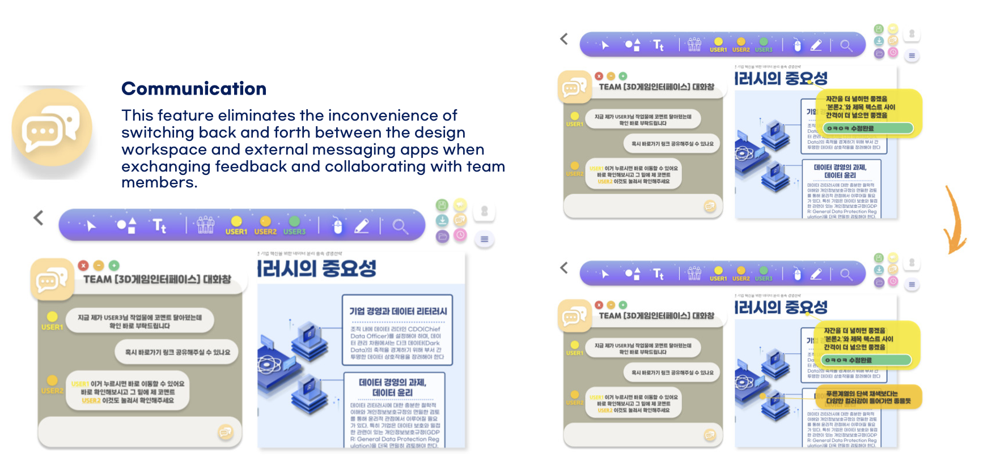 Communication
This feature eliminates the inconvenience of
switching back and forth between the design
workspace and external messaging apps when
exchanging feedback and collaborating with team
members.
Tt
USER1 USER2 USER3
x - +
TEAM [3D게임인터페이스] 대화창
USER1
지금 제가 USER3님 작업물에 코멘트 달아놨는데
확인 바로 부탁드립니다
혹시 바로가기 링크 공유해주실 수 있나요
USER2
USER1 이거 누르시면 바로 이동할 수 있어요
바로 확인해보시고 그 밑에 제 코멘트
USER2 이것도 눌러서 확인해주세요
기업 혁신을 위한 데이터 윤리 종속 경영전략
러시의 중요성
기업 경영과 데이터 리터러시
조직 내에 데이터 리더인 CDO(Chief
Data Officer)를 설정해야 하며, 데이
터 관리 차원에서는 다크 데이터(Dark
Data)의 축적을 경계하기 위해 부서 간
투명한 데이터 상호작용을 장려해야 한다
데이터 경영의 과제,
데이터 윤리
데이터 리터러시에 대한 충분한 철학적
이해와 개인정보보호규정의 면밀한 검토
를 통해 윤리적 관점에서 이루어질 필요
가 있다. 특히 기업은 데이터 보호와 밀접
한 관련이 있는 개인정보보호규정(GDP
R: General Data Protection Reg
ulation)을 더욱 면밀히 검토해야 한다.
Tt
USER1 USER2 USER3
x - +
TEAM [3D게임인터페이스] 대화창
USER1
지금 제가 USER3님 작업물에 코멘트 달아놨는데
확인 바로 부탁드립니다
혹시 바로가기 링크 공유해주실 수 있나요
USER2
USER1 이거 누르시면 바로 이동할 수 있어요
바로 확인해보시고 그 밑에 제 코멘트
USER2 이것도 눌러서 확인해주세요
기업 혁신을 위한 데이터 윤리 종속 경영전략
러시의 중요성
자간을 더 넓히면 좋겠음
'본론2.'와 제목 텍스트 사이
간격이 더 넓으면 좋겠음
ㅇㅋㅇㅋ 수정완료
Data)의 축적을 경계하기 위해 부서 간
투명한 데이터 상호작용을 장려해야 한다
데이터 경영의 과제,
데이터 윤리
데이터 리터러시에 대한 충분한 철학적
이해와 개인정보보호규정의 면밀한 검토
를 통해 윤리적 관점에서 이루어질 필요
가 있다. 특히 기업은 데이터 보호와 밀접
한 관련이 있는 개인정보보호규정(GDP
R: General Data Protection Reg
ulation)을 더욱 면밀히 검토해야 한다.
Tt
USER1 USER2 USER3
x - +
TEAM [3D게임인터페이스] 대화창
USER1
지금 제가 USER3님 작업물에 코멘트 달아놨는데
확인 바로 부탁드립니다
혹시 바로가기 링크 공유해주실 수 있나요
USER2
USER1 이거 누르시면 바로 이동할 수 있어요
바로 확인해보시고 그 밑에 제 코멘트
USER2 이것도 눌러서 확인해주세요
기업 혁신을 위한 데이터 윤리 종속 경영전략
러시의 중요성
자간을 더 넓히면 좋겠음
'본론2.'와 제목 텍스트 사이
간격이 더 넓으면 좋겠음
ㅇㅋㅇㅋ 수정완료
Data)의 축적을 경계하기 위해 부서 간
투명한 데이터 상호작용을 장려해야 한다
푸른계열의 단색 채색보다는
다양한 컬러감이 들어가면 좋을듯
데이터 리터러시에 대한 충분한 철학적
이해와 개인정보보호규정의 면밀한 검토
를 통해 윤리적 관점에서 이루어질 필요
가 있다. 특히 기업은 데이터 보호와 밀접
한 관련이 있는 개인정보보호규정(GDP
R: General Data Protection Reg
ulation)을 더욱 면밀히 검토해야 한다.